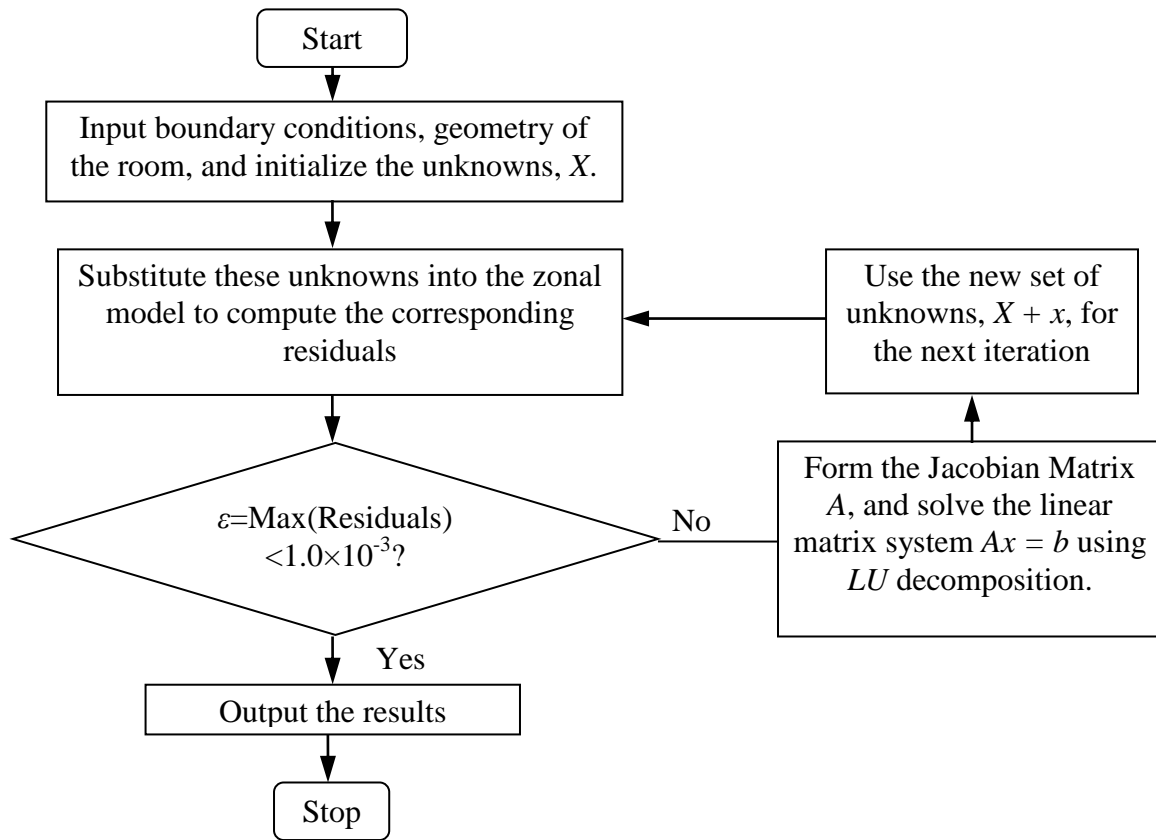 Start
Input boundary conditions, geometry of
the room, and initialize the unknowns, X.
Substitute these unknowns into the zonal
model to compute the corresponding
residuals
Use the new set of
unknowns, X + x, for
the next iteration
ε=Max(Residuals)
<1.0×10⁻³?
No
Form the Jacobian Matrix
A, and solve the linear
matrix system Ax = b using
LU decomposition.
Yes
Output the results
Stop